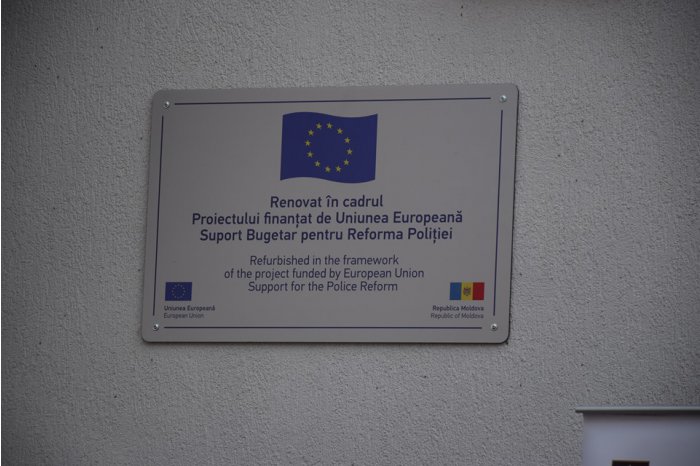 Renovat în cadrul
Proiectului finanțat de Uniunea Europeană
Suport Bugetar pentru Reforma Poliției
Refurbished in the framework
of the project funded by European Union
Support for the Police Reform
Uniunea Europeană
European Union
Republica Moldova
Republic of Moldova